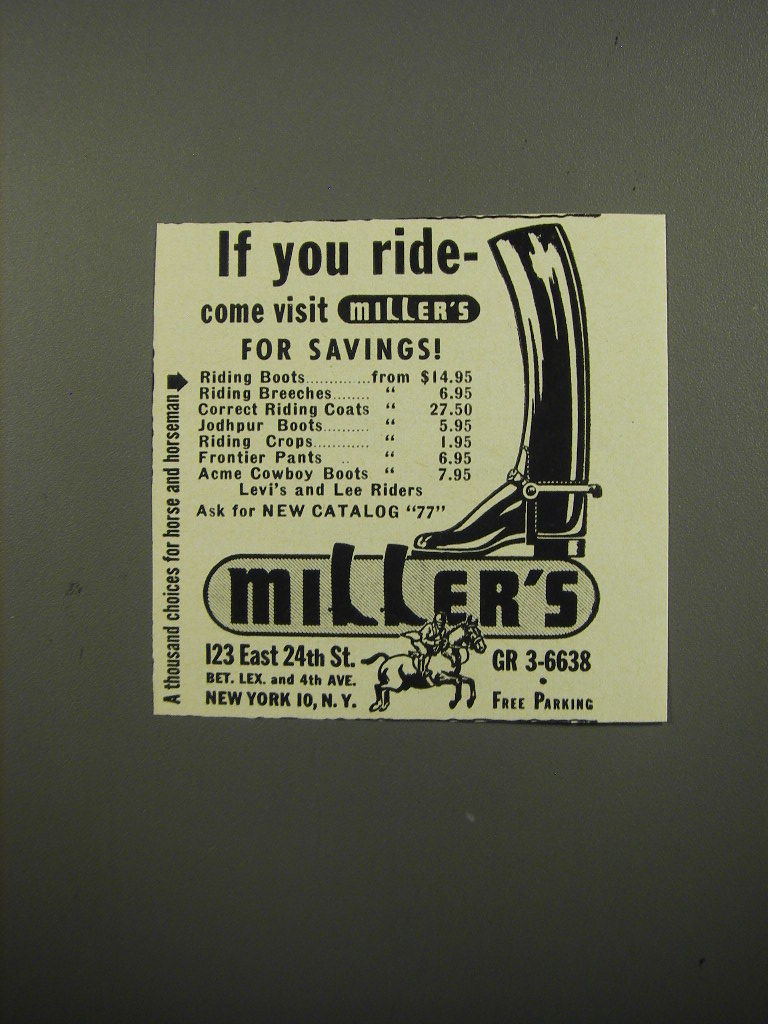 If you ride-
come visit MILLER'S
FOR SAVINGS!
Riding Boots............from $14.95
Riding Breeches........ “ 6.95
Correct Riding Coats “ 27.50
Jodhpur Boots.......... “ 5.95
Riding Crops............ “ 1.95
Frontier Pants .. “ 6.95
Acme Cowboy Boots “ 7.95
Levi's and Lee Riders
Ask for NEW CATALOG “77”
A thousand choices for horse and horseman
MILLER'S
123 East 24th St.
BET. LEX. and 4th AVE.
NEW YORK 10, N. Y.
GR 3-6638
•
FREE PARKING